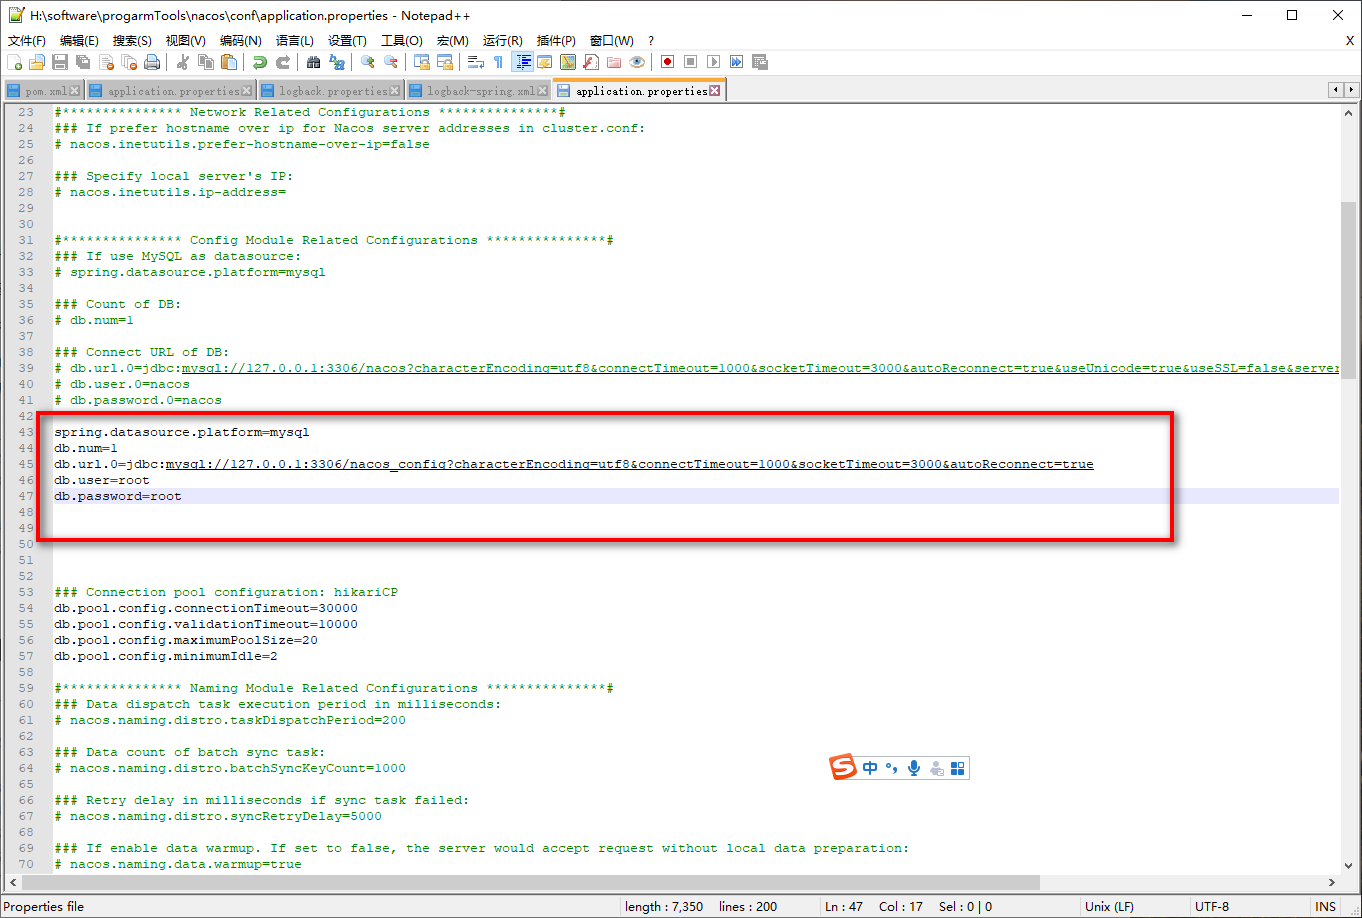 H:\software\progarmTools\nacos\conf\application.properties - Notepad++
文件(F) 编辑(E) 搜索(S) 视图(V) 编码(N) 语言(L) 设置(T) 工具(O) 宏(M) 运行(R) 插件(P) 窗口(W) ? X
pom.xml application.properties logback.properties logback-spring.xml application.properties
23 #*************** Network Related Configurations ***************#
24 ### If prefer hostname over ip for Nacos server addresses in cluster.conf:
25 # nacos.inetutils.prefer-hostname-over-ip=false
26
27 ### Specify local server's IP:
28 # nacos.inetutils.ip-address=
29
30
31 #*************** Config Module Related Configurations ***************#
32 ### If use MySQL as datasource:
33 # spring.datasource.platform=mysql
34
35 ### Count of DB:
36 # db.num=1
37
38 ### Connect URL of DB:
39 # db.url.0=jdbc:mysql://127.0.0.1:3306/nacos?characterEncoding=utf8&connectTimeout=1000&socketTimeout=3000&autoReconnect=true&useUnicode=true&useSSL=false&server
40 # db.user.0=nacos
41 # db.password.0=nacos
42
43 spring.datasource.platform=mysql
44 db.num=1
45 db.url.0=jdbc:mysql://127.0.0.1:3306/nacos_config?characterEncoding=utf8&connectTimeout=1000&socketTimeout=3000&autoReconnect=true
46 db.user=root
47 db.password=root
48
49
50
51
52
53 ### Connection pool configuration: hikariCP
54 db.pool.config.connectionTimeout=30000
55 db.pool.config.validationTimeout=10000
56 db.pool.config.maximumPoolSize=20
57 db.pool.config.minimumIdle=2
58
59 #*************** Naming Module Related Configurations ***************#
60 ### Data dispatch task execution period in milliseconds:
61 # nacos.naming.distro.taskDispatchPeriod=200
62
63 ### Data count of batch sync task:
64 # nacos.naming.distro.batchSyncKeyCount=1000
65
66 ### Retry delay in milliseconds if sync task failed:
67 # nacos.naming.distro.syncRetryDelay=5000
68
69 ### If enable data warmup. If set to false, the server would accept request without local data preparation:
70 # nacos.naming.data.warmup=true
S 中
Properties file length : 7,350 lines : 200 Ln : 47 Col : 17 Sel : 0 | 0 Unix (LF) UTF-8 INS